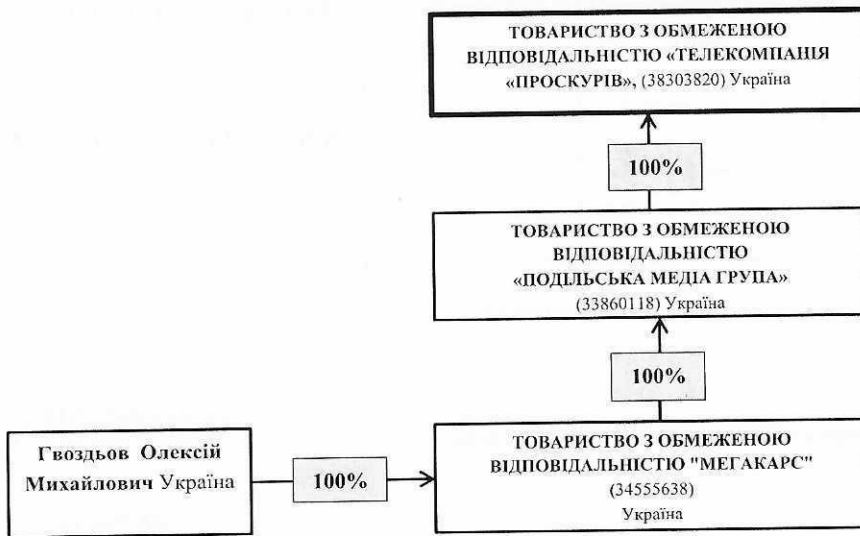 ТОВАРИСТВО З ОБМЕЖЕНОЮ
ВІДПОВІДАЛЬНІСТЮ «ТЕЛЕКОМПАНІЯ
«ПРОСКУРІВ», (38303820) Україна
100%
ТОВАРИСТВО З ОБМЕЖЕНОЮ
ВІДПОВІДАЛЬНІСТЮ
«ПОДІЛЬСЬКА МЕДІА ГРУПА»
(33860118) Україна
100%
Гвоздьов Олексій
Михайлович Україна
100%
ТОВАРИСТВО З ОБМЕЖЕНОЮ
ВІДПОВІДАЛЬНІСТЮ "МЕГАКАРС"
(34555638)
Україна